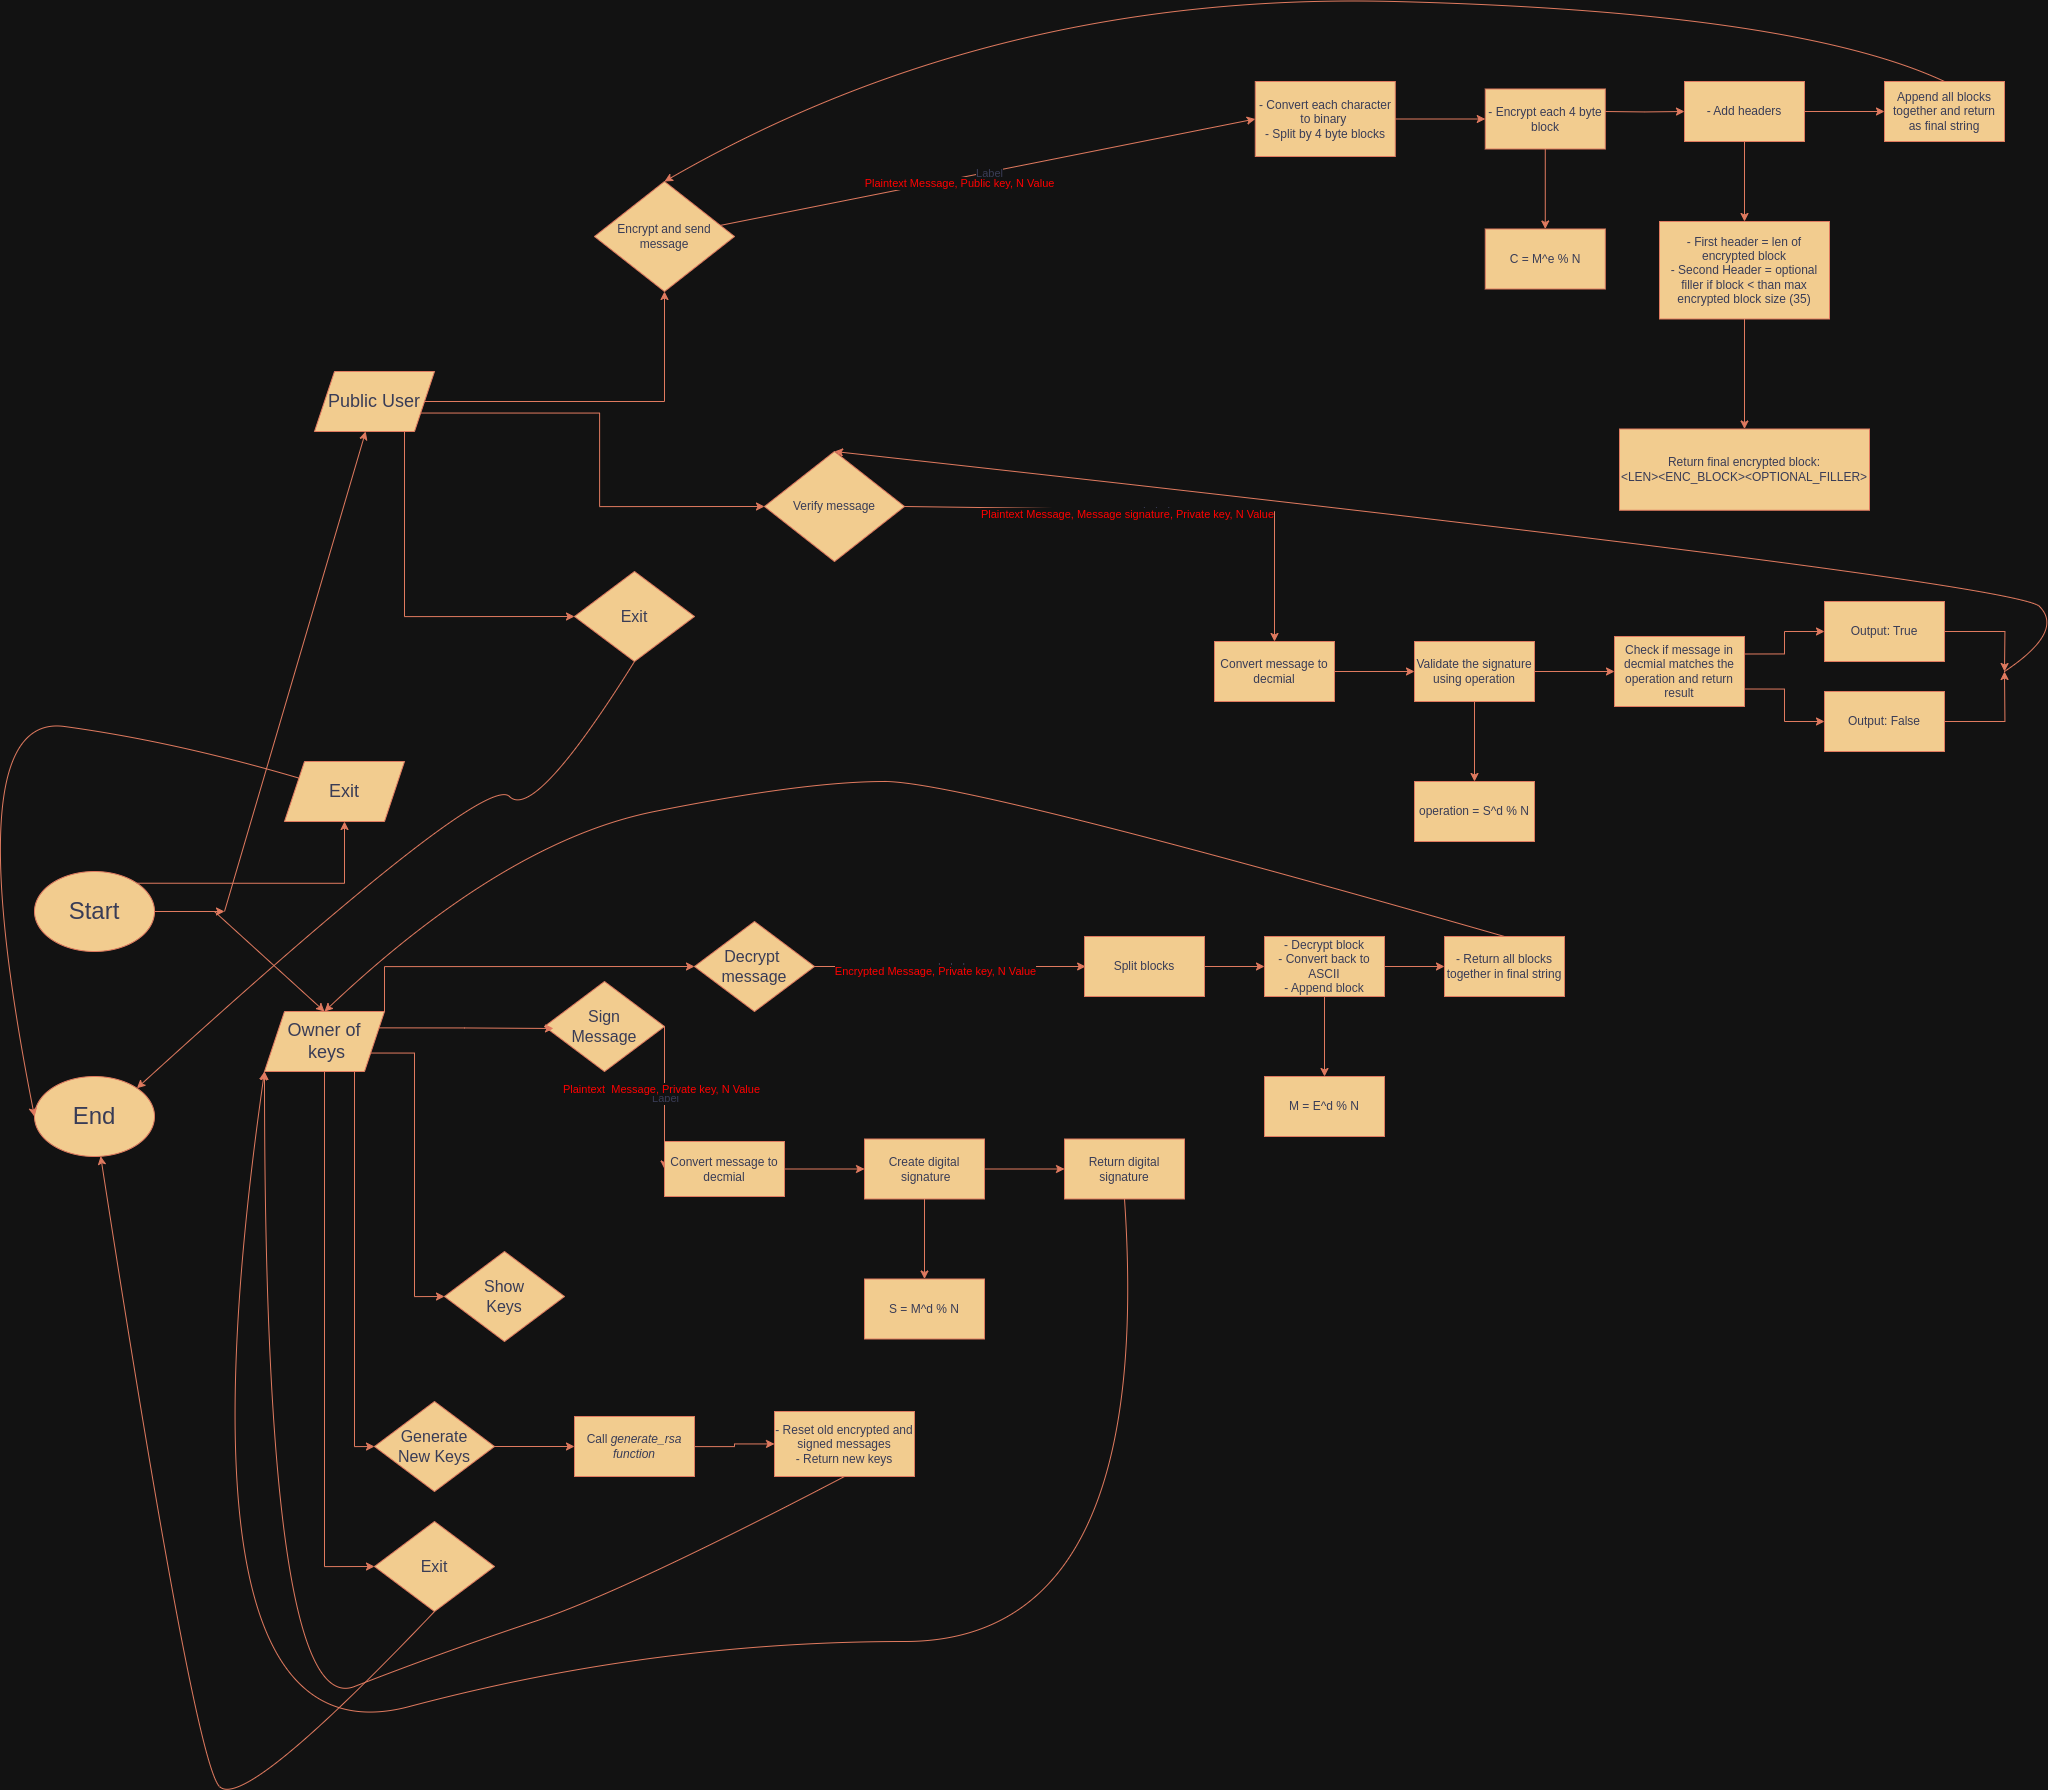 - Convert each character
to binary
- Split by 4 byte blocks
- Encrypt each 4 byte
block
- Add headers
Append all blocks
together and return
as final string
Label
Plaintext Message, Public key, N Value
Encrypt and send
message
C = M^e % N
- First header = len of
encrypted block
- Second Header = optional
filler if block < than max
encrypted block size (35)
Public User
Return final encrypted block:
<LEN><ENC_BLOCK><OPTIONAL_FILLER>
Verify message
Plaintext Message, Message signature, Private key, N Value
Exit
Convert message to
decmial
Validate the signature
using operation
Check if message in
decmial matches the
operation and return
result
Output: True
Output: False
Exit
operation = S^d % N
Start
Decrypt
message
Encrypted Message, Private key, N Value
Split blocks
- Decrypt block
- Convert back to
ASCII
- Append block
- Return all blocks
together in final string
Owner of
keys
Sign
Message
Plaintext  Message, Private key, N Value
Label
M = E^d % N
End
Convert message to
decmial
Create digital
signature
Return digital
signature
Show
Keys
S = M^d % N
Generate
New Keys
Call generate_rsa
function
- Reset old encrypted and
signed messages
- Return new keys
Exit